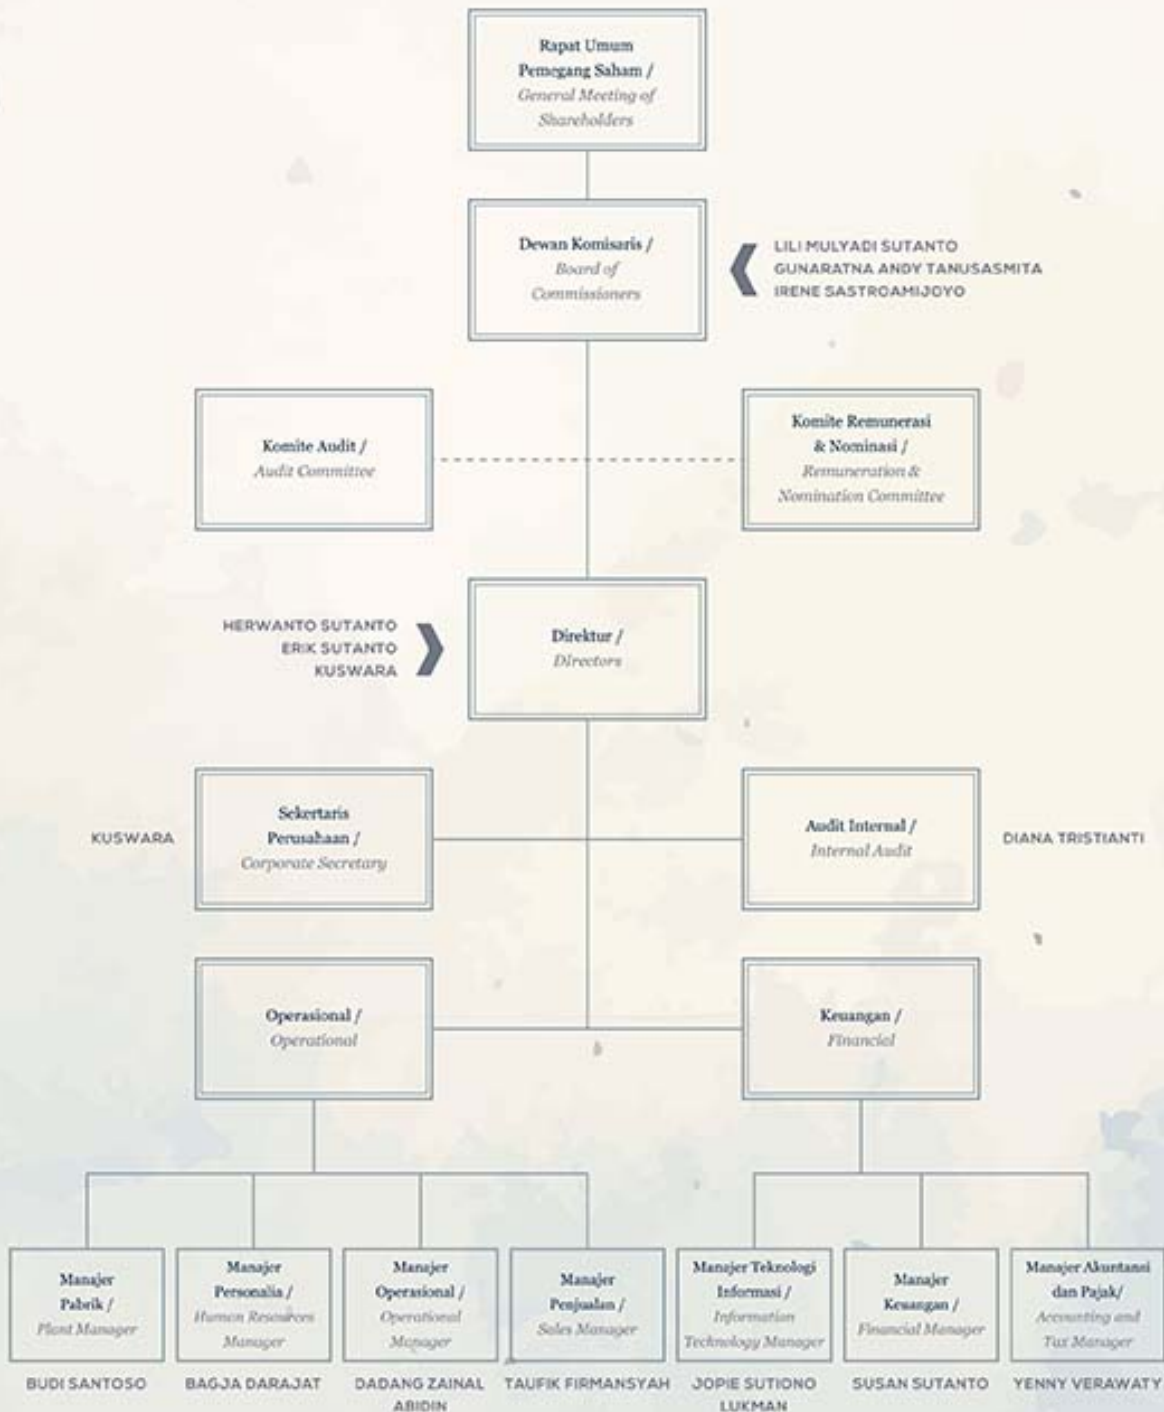 Rapat Umum
Pemegang Saham /
General Meeting of
Shareholders
Dewan Komisaris /
Board of
Commissioners
LILI MULYADI SUTANTO
GUNARATNA ANDY TANUSASMITA
IRENE SASTROAMIJOYO
Komite Audit /
Audit Committee
Komite Remunerasi
& Nominasi /
Remuneration &
Nomination Committee
HERWANTO SUTANTO
ERIK SUTANTO
KUSWARA
Direktur /
DIrectors
KUSWARA
Sekertaris
Perusahaan /
Corporate Secretary
Audit Internal /
Internal Audit
DIANA TRISTIANTI
Operasional /
Operational
Keuangan /
Financial
Manajer
Pabrik /
Plant Manager
BUDI SANTOSO
Manajer
Personalia /
Human Resources
Manager
BAGJA DARAJAT
Manajer
Operasional /
Operational
Manager
DADANG ZAINAL
ABIDIN
Manajer
Penjualan /
Sales Manager
TAUFIK FIRMANSYAH
Manajer Teknologi
Informasi /
Information
Technology Manager
JOPIE SUTIONO
LUKMAN
Manajer
Keuangan /
Financial Manager
SUSAN SUTANTO
Manajer Akuntansi
dan Pajak/
Accounting and
Tax Manager
YENNY VERAWATY